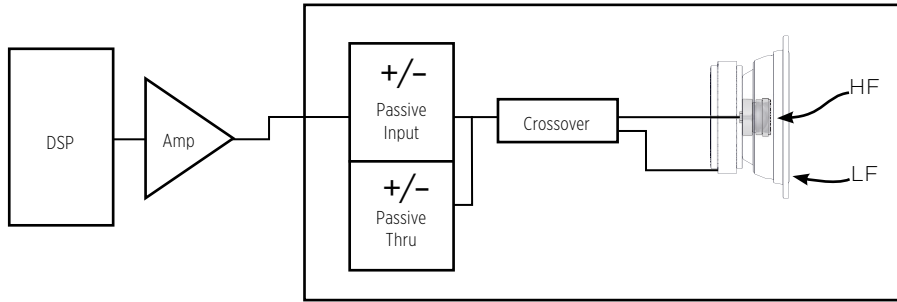 DSP
Amp
+/–
Passive
Input
+/–
Passive
Thru
Crossover
HF
LF